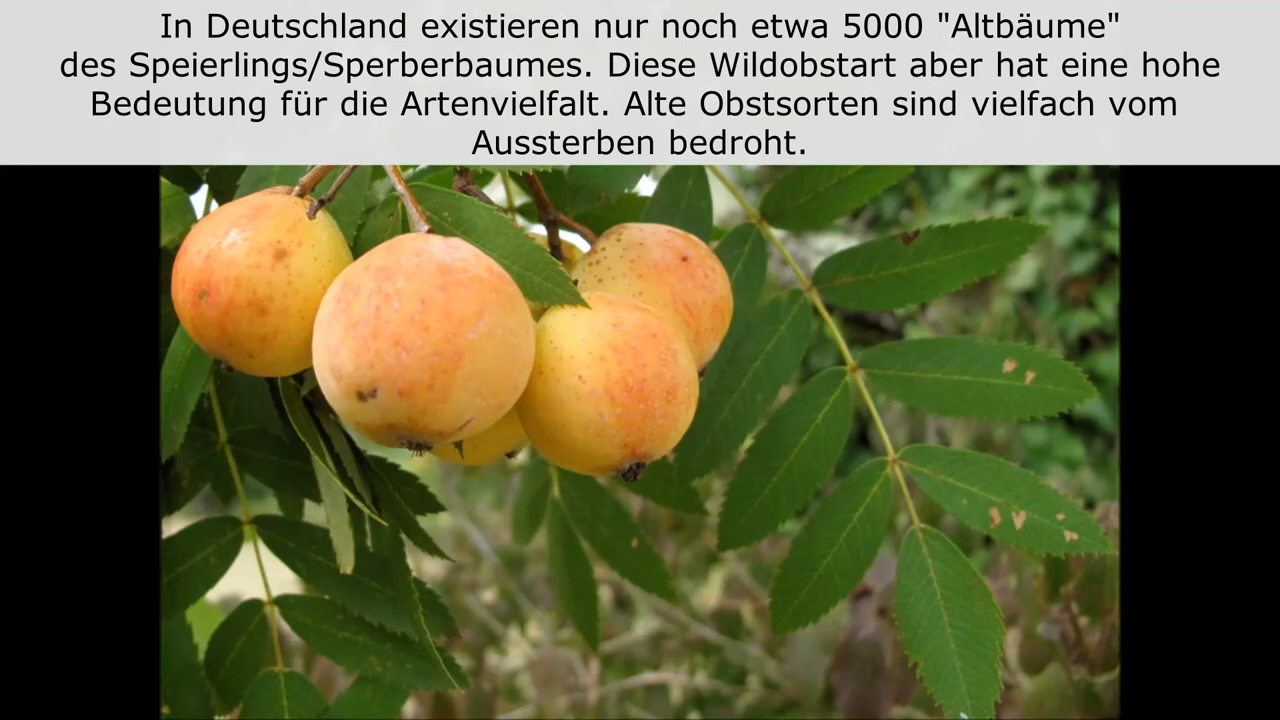 In Deutschland existieren nur noch etwa 5000 "Altbäume"
des Speierlings/Sperberbaumes. Diese Wildobstart aber hat eine hohe
Bedeutung für die Artenvielfalt. Alte Obstsorten sind vielfach vom
Aussterben bedroht.